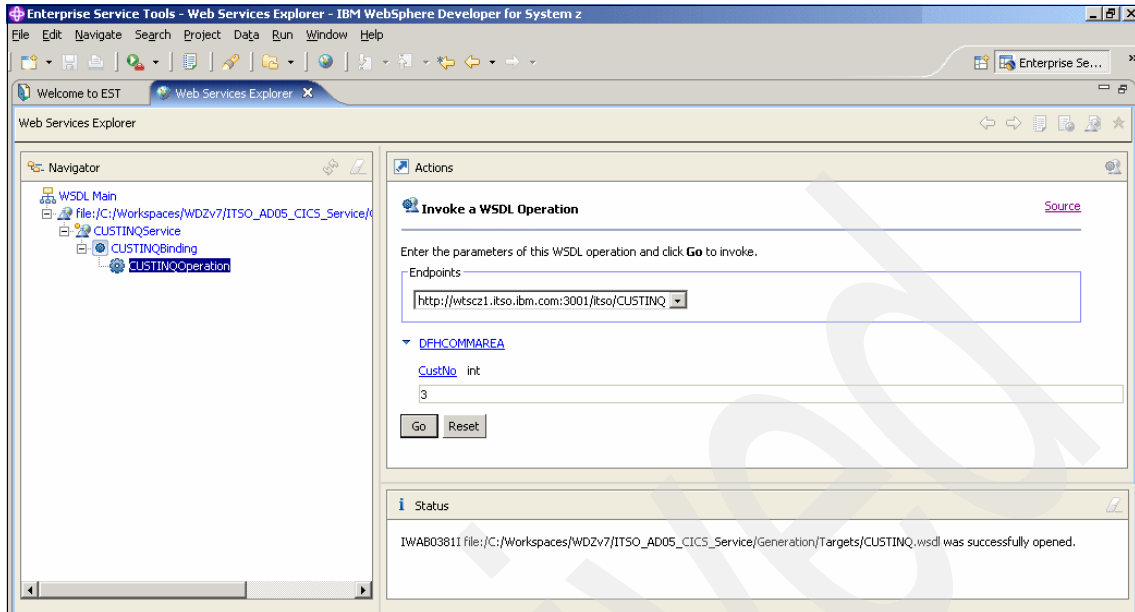 Enterprise Service Tools - Web Services Explorer - IBM WebSphere Developer for System z
File Edit Navigate Search Project Data Run Window Help
Enterprise Se...
Welcome to EST
Web Services Explorer
Web Services Explorer
Navigator
WSDL Main
file:/C:/Workspaces/WDZv7/ITSO_AD05_CICS_Service/
CUSTINQService
CUSTINQBinding
CUSTINQOperation
Actions
Invoke a WSDL Operation
Source
Enter the parameters of this WSDL operation and click Go to invoke.
Endpoints
http://wtscz1.itso.ibm.com:3001/itso/CUSTINQ
DFHCOMMAREA
CustNo int
3
Go Reset
Status
IWAB0381I file:/C:/Workspaces/WDZv7/ITSO_AD05_CICS_Service/Generation/Targets/CUSTINQ.wsdl was successfully opened.